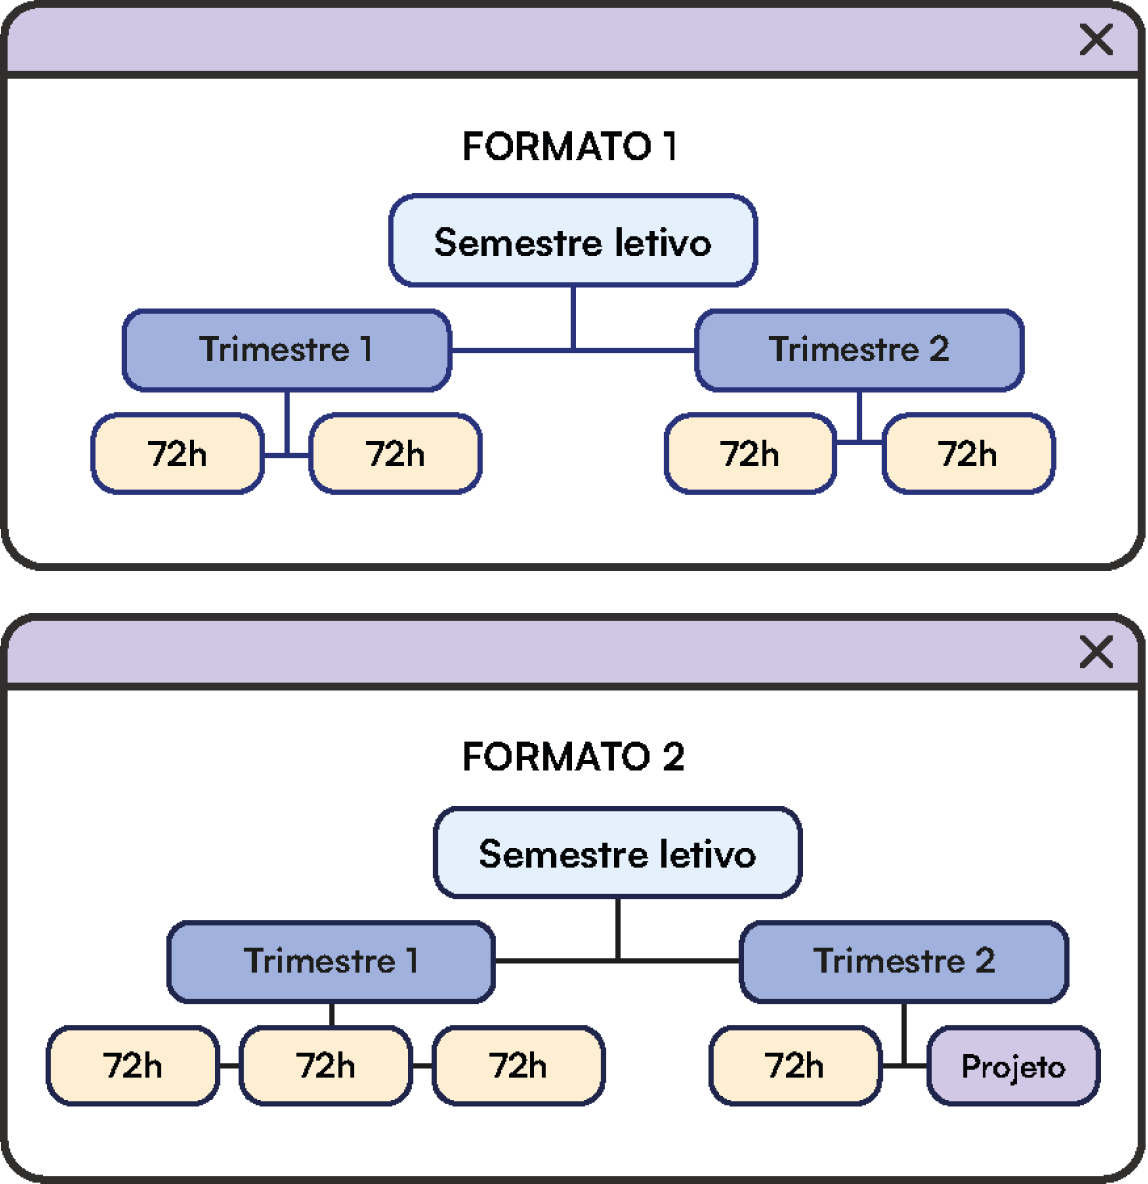 FORMATO 1
Semestre letivo
Trimestre 1 Trimestre 2
72h 72h 72h 72h
FORMATO 2
Semestre letivo
Trimestre 1 Trimestre 2
72h 72h 72h 72h Projeto